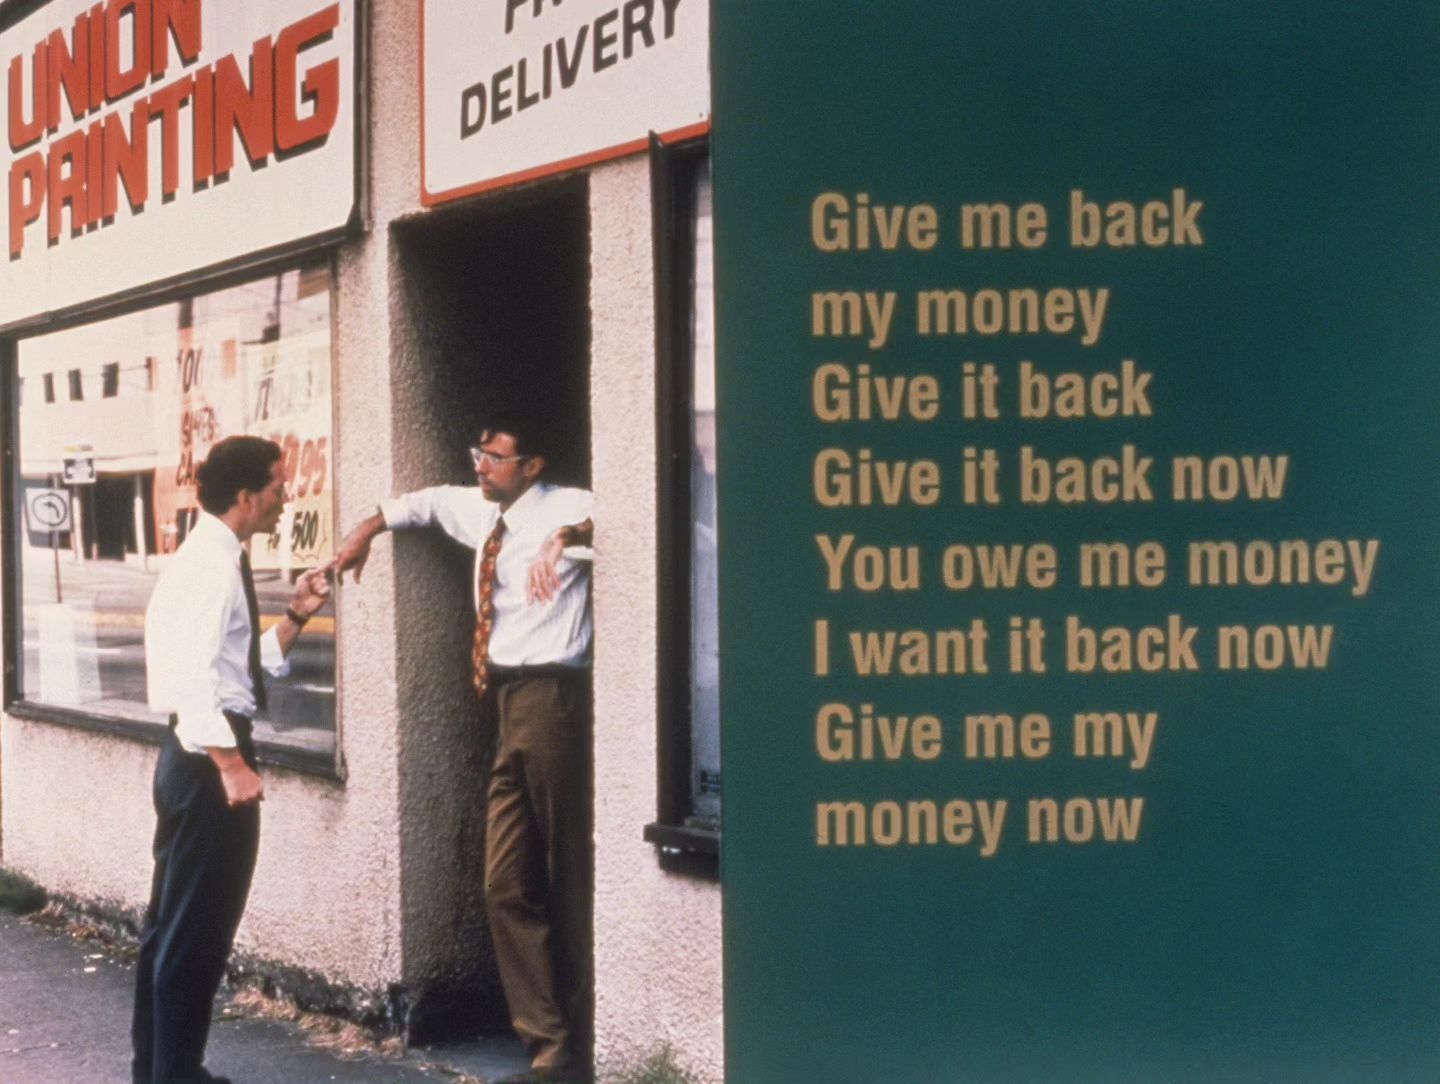 UNION
PRINTING
DELIVERY
Give me back
my money
Give it back
Give it back now
You owe me money
I want it back now
Give me my
money now
500